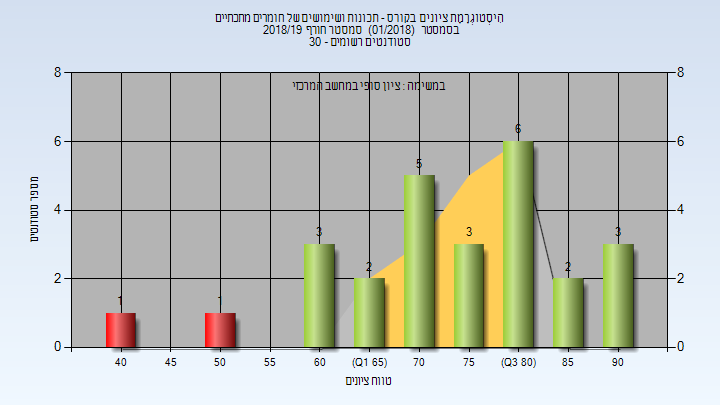 הִיסְטוֹגְרָמַת ציונים בקורס - תכונות ושימושים של חומרים מתכתיים
בסמסטר (01/2018) סמסטר חורף 2018/19
סטודנטים רשומים - 30
במשימה : ציון סופי במחשב המרכזי
8 8
6 6
4 4
2 2
0 0
מספר סטודנטים
1 1 3 2 5 3 6 2 3
40 45 50 55 60 (Q1 65) 70 75 (Q3 80) 85 90
טווח ציונים